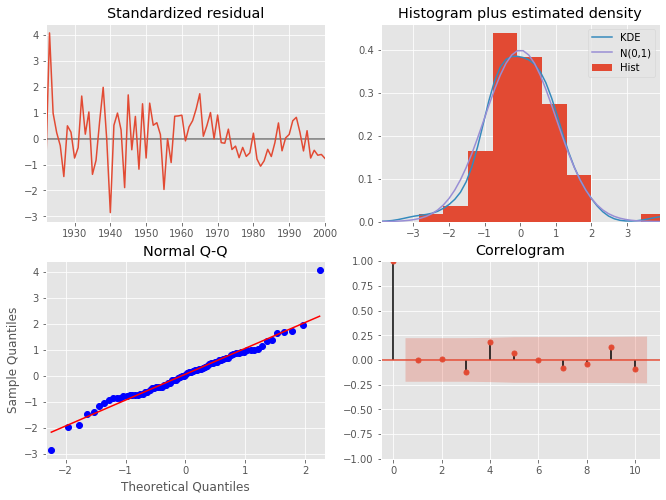 Standardized residual
4
3
2
1
0
−1
−2
−3
1930 1940 1950 1960 1970 1980 1990 2000
Histogram plus estimated density
KDE
N(0,1)
Hist
0.4
0.3
0.2
0.1
0.0
−3 −2 −1 0 1 2 3
Normal Q-Q
Sample Quantiles
4
3
2
1
0
−1
−2
−3
−2 −1 0 1 2
Theoretical Quantiles
Correlogram
1.00
0.75
0.50
0.25
0.00
−0.25
−0.50
−0.75
−1.00
0 2 4 6 8 10